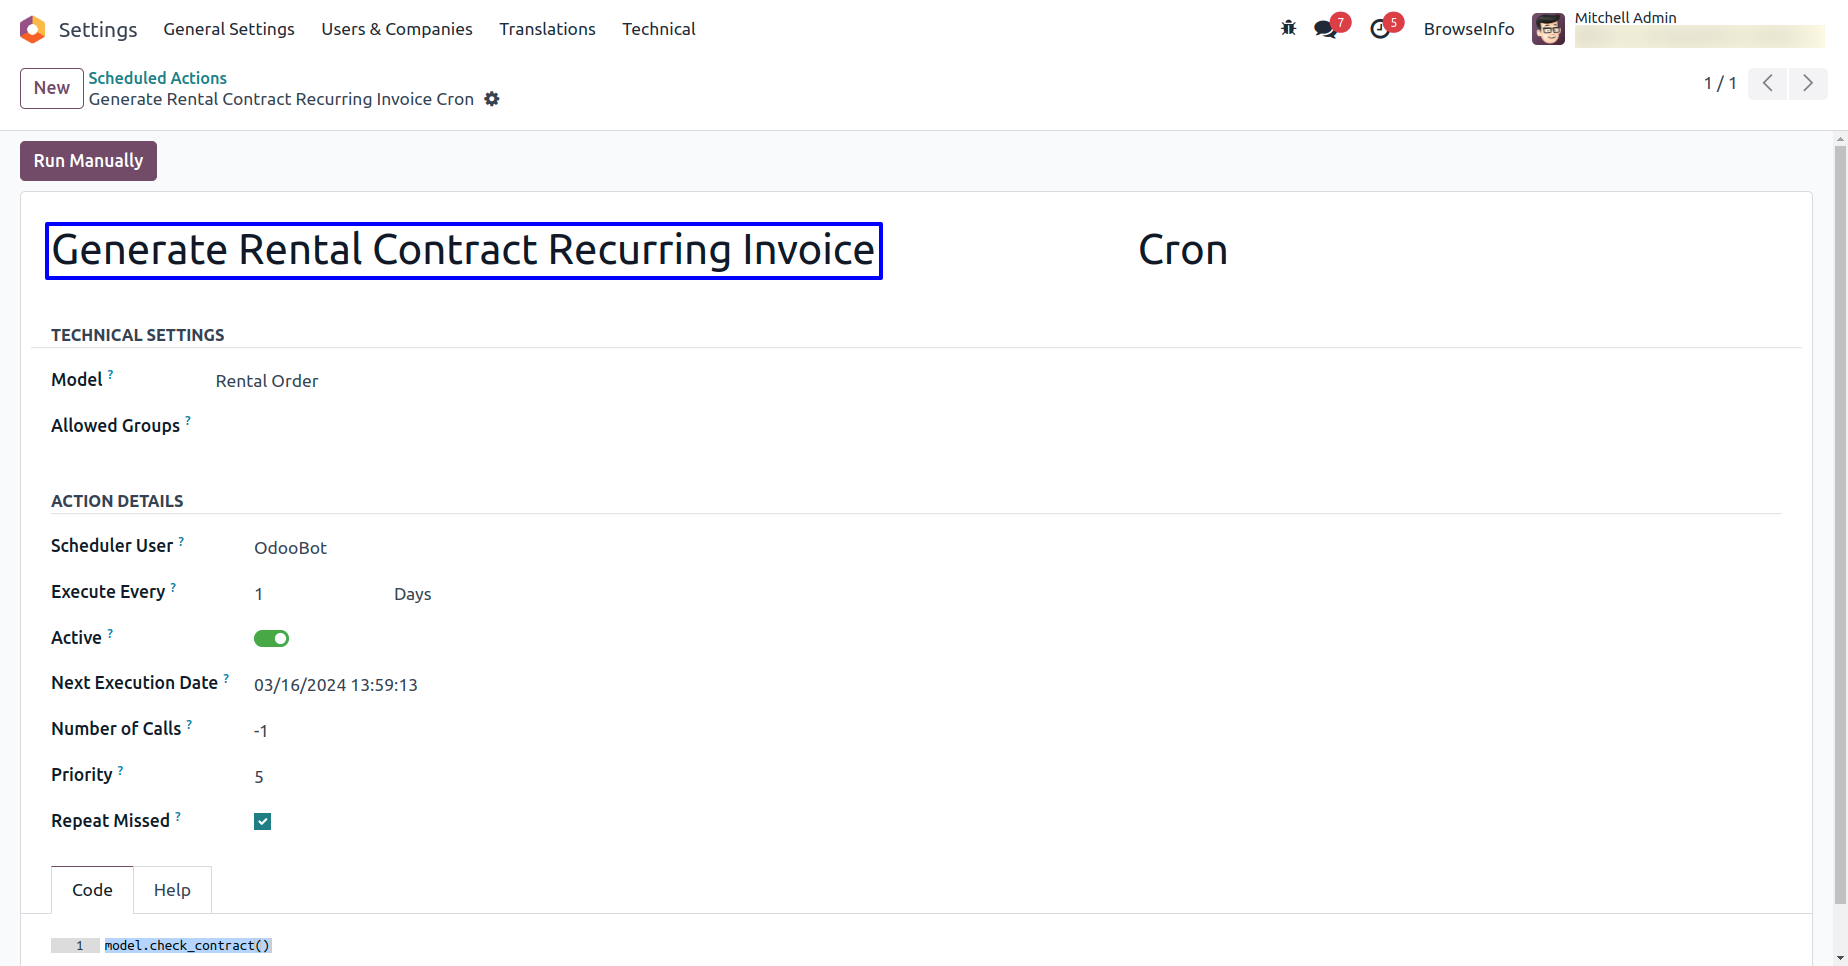 Settings General Settings Users & Companies Translations Technical 7 5 BrowseInfo Mitchell Admin
New Scheduled Actions
Generate Rental Contract Recurring Invoice Cron
1 / 1
Run Manually
Generate Rental Contract Recurring Invoice Cron
TECHNICAL SETTINGS
Model ? Rental Order
Allowed Groups ?
ACTION DETAILS
Scheduler User ? OdooBot
Execute Every ? 1 Days
Active ?
Next Execution Date ? 03/16/2024 13:59:13
Number of Calls ? -1
Priority ? 5
Repeat Missed ?
Code Help
1 model.check_contract()